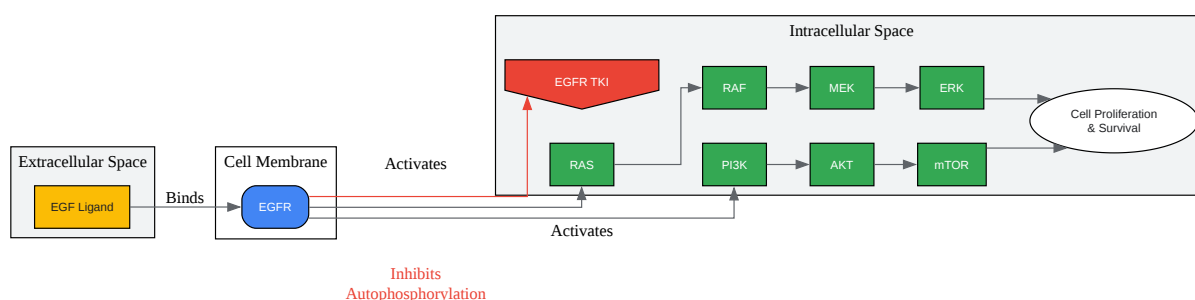 Intracellular Space
EGFR TKI
RAF
MEK
ERK
Cell Proliferation
& Survival
Extracellular Space
Cell Membrane
Activates
RAS
PI3K
AKT
mTOR
EGF Ligand
Binds
EGFR
Activates
Inhibits
Autophosphorylation